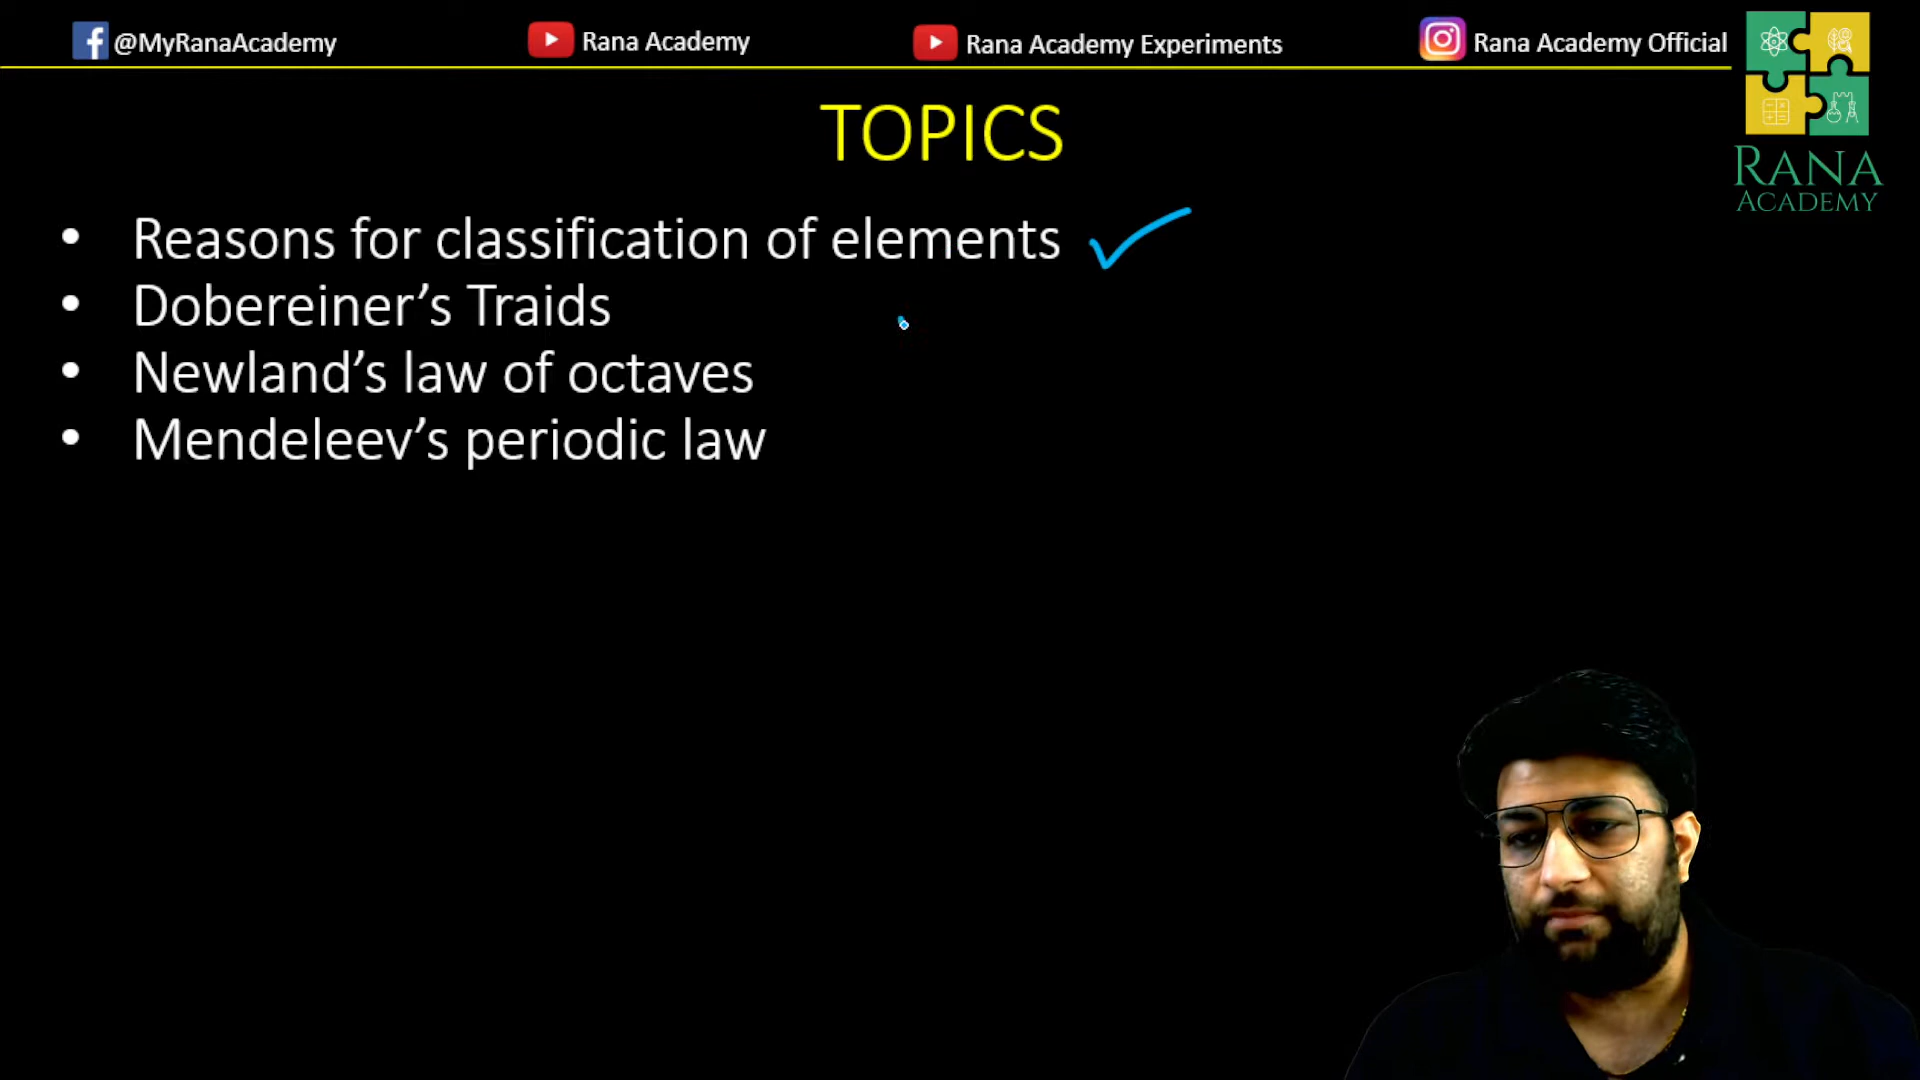 @MyRanaAcademy
Rana Academy
Rana Academy Experiments
Rana Academy Official
RANA
ACADEMY
TOPICS
• Reasons for classification of elements
• Dobereiner’s Traids
• Newland’s law of octaves
• Mendeleev’s periodic law